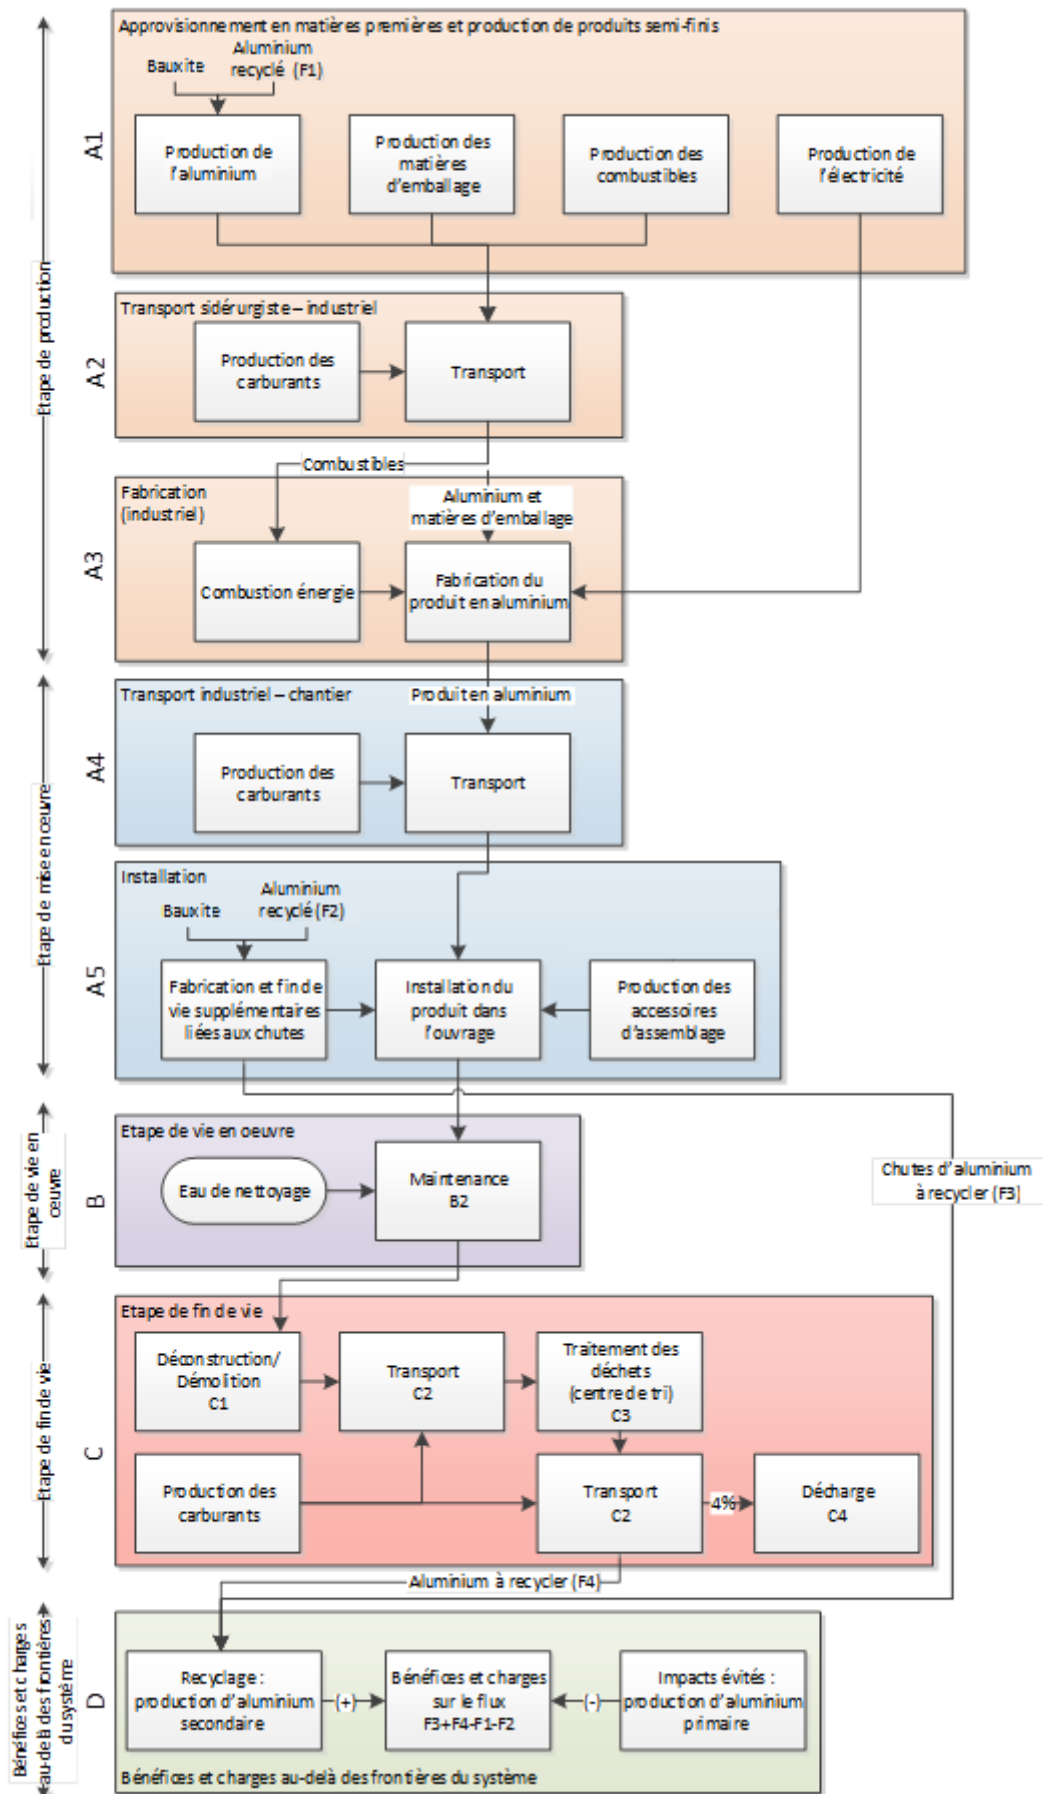 Approvisionnement en matières premières et production de produits semi-finis
Bauxite
Aluminium
recyclé (F1)
A1
Production de
l'aluminium
Production des
matières
d'emballage
Production des
combustibles
Production de
l'électricité
Etape de production
Transport sidérurgiste – industriel
A2
Production des
carburants
Transport
Combustibles
Fabrication
(industriel)
Aluminium et
matières d'emballage
A3
Combustion énergie
Fabrication du
produit en aluminium
Transport industriel – chantier
Produit en aluminium
A4
Production des
carburants
Transport
Etape de mise en œuvre
Installation
Bauxite
Aluminium
recyclé (F2)
A5
Fabrication et fin de
vie supplémentaires
liées aux chutes
Installation du
produit dans
l'ouvrage
Production des
accessoires
d'assemblage
Etape de vie en
œuvre
Etape de vie en oeuvre
B
Eau de nettoyage
Maintenance
B2
Chutes d'aluminium
à recycler (F3)
Etape de fin de vie
Etape de fin de vie
C
Déconstruction/
Démolition
C1
Transport
C2
Traitement des
déchets
(centre de tri)
C3
Production des
carburants
Transport
C2
4%
Décharge
C4
Aluminium à recycler (F4)
Bénéfices et charges
au-delà des frontières
du système
D
Recyclage :
production d'aluminium
secondaire
(+)
Bénéfices et charges
sur le flux
F3+F4-F1-F2
(-)
Impacts évités :
production d'aluminium
primaire
Bénéfices et charges au-delà des frontières du système